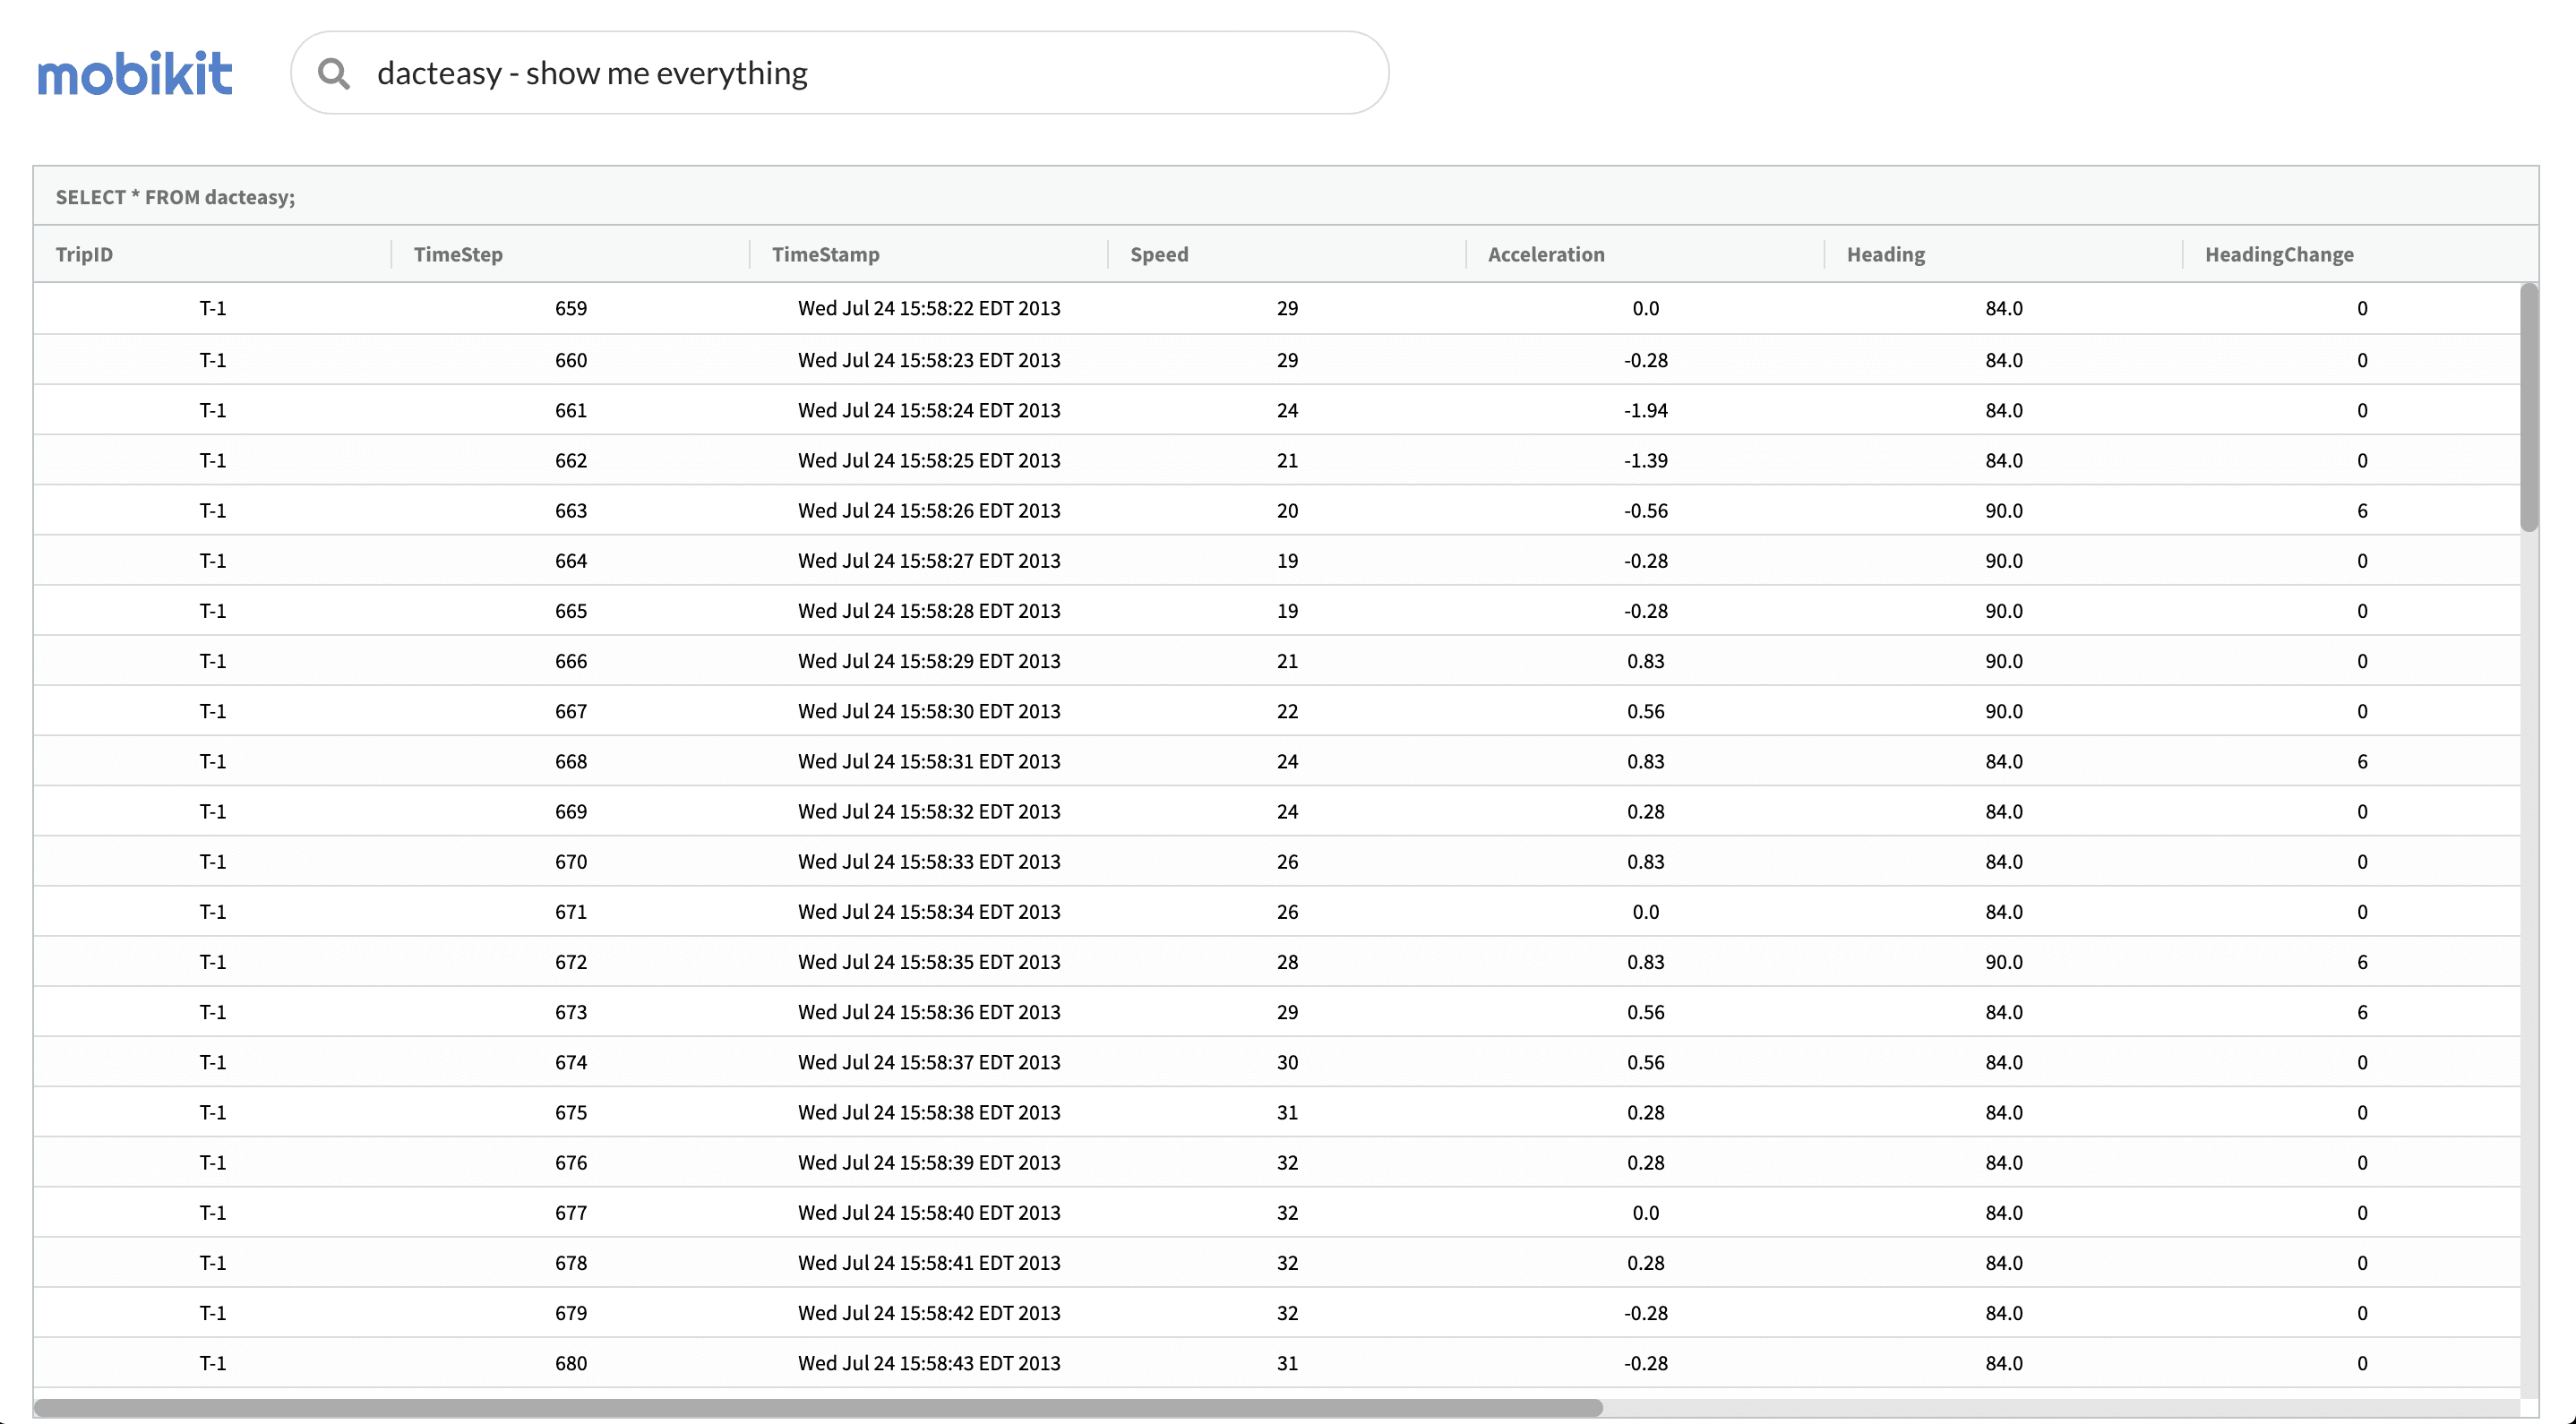 mobikit
dacteasy - show me everything
SELECT * FROM dacteasy;
TripID TimeStep TimeStamp Speed Acceleration Heading HeadingChange
T-1 659 Wed Jul 24 15:58:22 EDT 2013 29 0.0 84.0 0
T-1 660 Wed Jul 24 15:58:23 EDT 2013 29 -0.28 84.0 0
T-1 661 Wed Jul 24 15:58:24 EDT 2013 24 -1.94 84.0 0
T-1 662 Wed Jul 24 15:58:25 EDT 2013 21 -1.39 84.0 0
T-1 663 Wed Jul 24 15:58:26 EDT 2013 20 -0.56 90.0 6
T-1 664 Wed Jul 24 15:58:27 EDT 2013 19 -0.28 90.0 0
T-1 665 Wed Jul 24 15:58:28 EDT 2013 19 -0.28 90.0 0
T-1 666 Wed Jul 24 15:58:29 EDT 2013 21 0.83 90.0 0
T-1 667 Wed Jul 24 15:58:30 EDT 2013 22 0.56 90.0 0
T-1 668 Wed Jul 24 15:58:31 EDT 2013 24 0.83 84.0 6
T-1 669 Wed Jul 24 15:58:32 EDT 2013 24 0.28 84.0 0
T-1 670 Wed Jul 24 15:58:33 EDT 2013 26 0.83 84.0 0
T-1 671 Wed Jul 24 15:58:34 EDT 2013 26 0.0 84.0 0
T-1 672 Wed Jul 24 15:58:35 EDT 2013 28 0.83 90.0 6
T-1 673 Wed Jul 24 15:58:36 EDT 2013 29 0.56 84.0 6
T-1 674 Wed Jul 24 15:58:37 EDT 2013 30 0.56 84.0 0
T-1 675 Wed Jul 24 15:58:38 EDT 2013 31 0.28 84.0 0
T-1 676 Wed Jul 24 15:58:39 EDT 2013 32 0.28 84.0 0
T-1 677 Wed Jul 24 15:58:40 EDT 2013 32 0.0 84.0 0
T-1 678 Wed Jul 24 15:58:41 EDT 2013 32 0.28 84.0 0
T-1 679 Wed Jul 24 15:58:42 EDT 2013 32 -0.28 84.0 0
T-1 680 Wed Jul 24 15:58:43 EDT 2013 31 -0.28 84.0 0